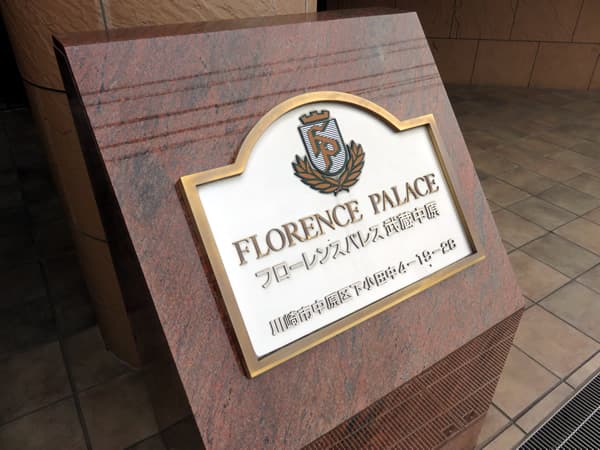 FP
FLORENCE PALACE
フローレンスパレス武蔵中原
川崎市中原区下小田中4-18-26